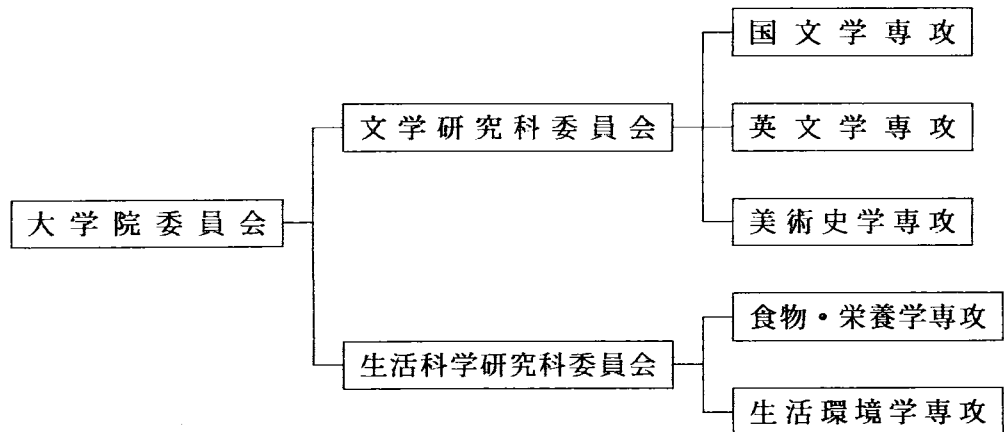 大学院委員会
文学研究科委員会
国文学専攻
英文学専攻
美術史学専攻
生活科学研究科委員会
食物・栄養学専攻
生活環境学専攻